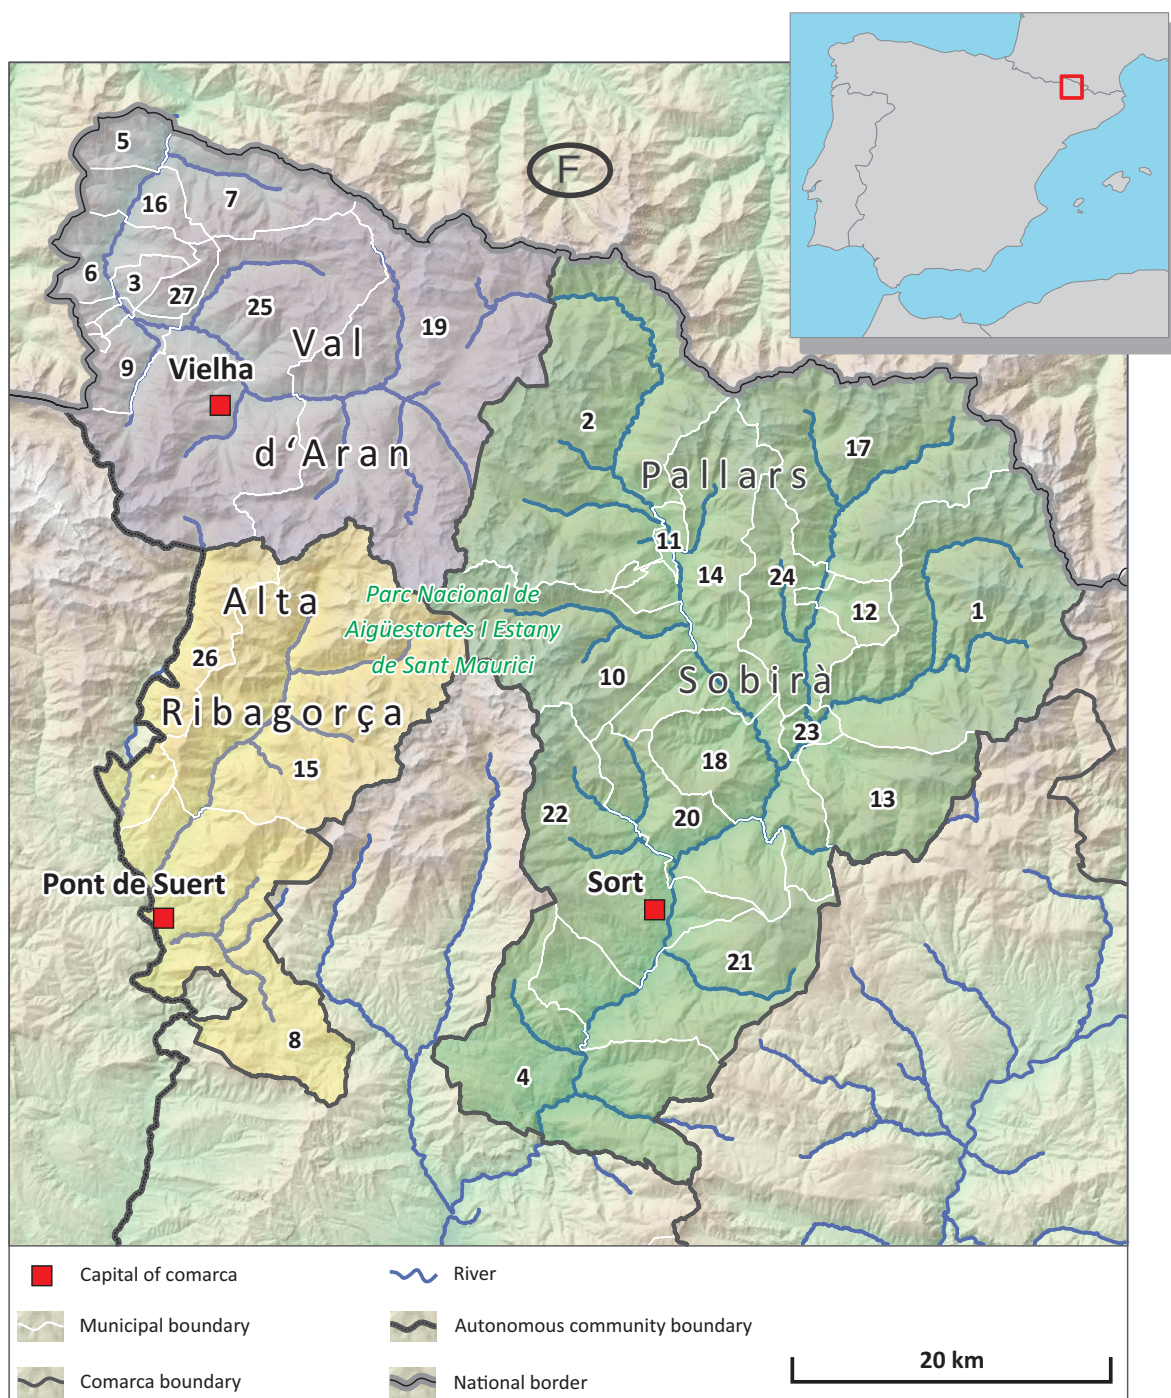 F
5
16
7
6
3
27
25
19
Val
9
Vielha
d'Aran
2
17
Pallars
11
14
24
12
1
Alta
Parc Nacional de
Aigüestortes I Estany
de Sant Maurici
26
10
Sobirà
Ribagorça
23
15
18
13
22
20
Pont de Suert
Sort
21
8
4
Capital of comarca
River
Municipal boundary
Autonomous community boundary
Comarca boundary
National border
20 km